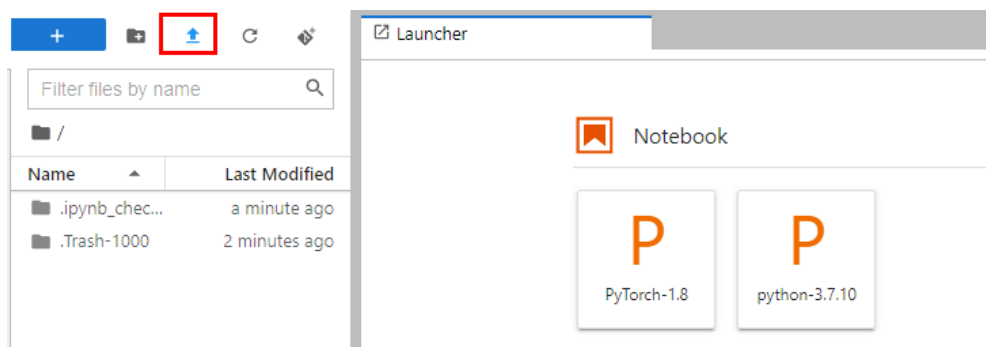 +
Launcher
Filter files by name
/
Notebook
Name Last Modified
.ipynb_chec... a minute ago
.Trash-1000 2 minutes ago
P P
PyTorch-1.8 python-3.7.10